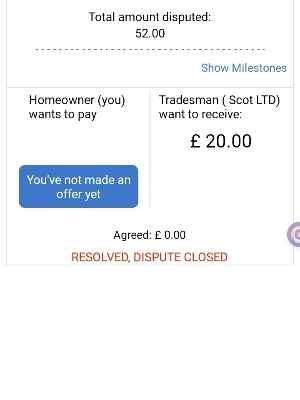 Total amount disputed:
52.00
Show Milestones
Homeowner (you)
wants to pay
Tradesman ( Scot LTD)
want to receive:
£ 20.00
You've not made an
offer yet
Agreed: £ 0.00
RESOLVED, DISPUTE CLOSED